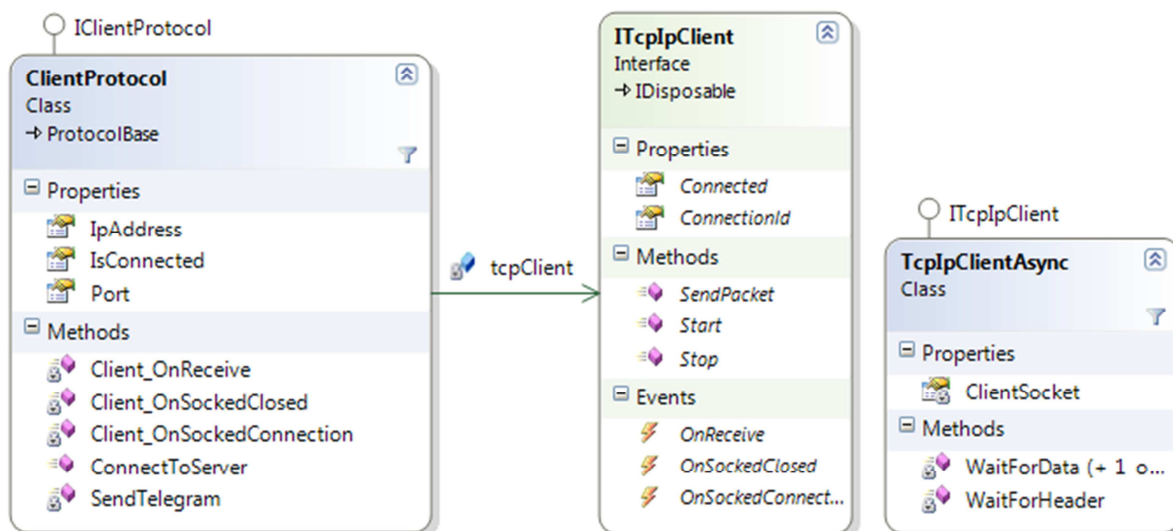 IClientProtocol
ClientProtocol
Class
ProtocolBase
Properties
IpAddress
IsConnected
Port
Methods
Client_OnReceive
Client_OnSockedClosed
Client_OnSockedConnection
ConnectToServer
SendTelegram
tcpClient
ITcpIpClient
Interface
IDisposable
Properties
Connected
ConnectionId
Methods
SendPacket
Start
Stop
Events
OnReceive
OnSockedClosed
OnSockedConnect...
ITcpIpClient
TcpIpClientAsync
Class
Properties
ClientSocket
Methods
WaitForData (+ 1 o...
WaitForHeader